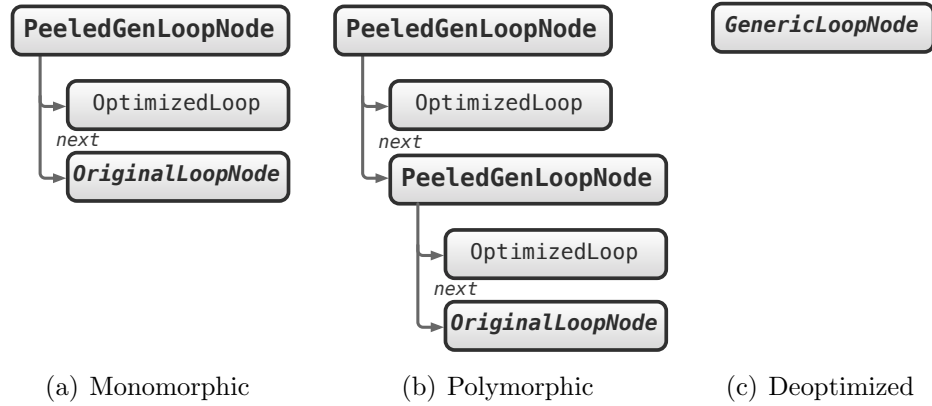 PeeledGenLoopNode
OptimizedLoop
next
OriginalLoopNode
(a) Monomorphic
PeeledGenLoopNode
OptimizedLoop
next
PeeledGenLoopNode
OptimizedLoop
next
OriginalLoopNode
(b) Polymorphic
GenericLoopNode
(c) Deoptimized